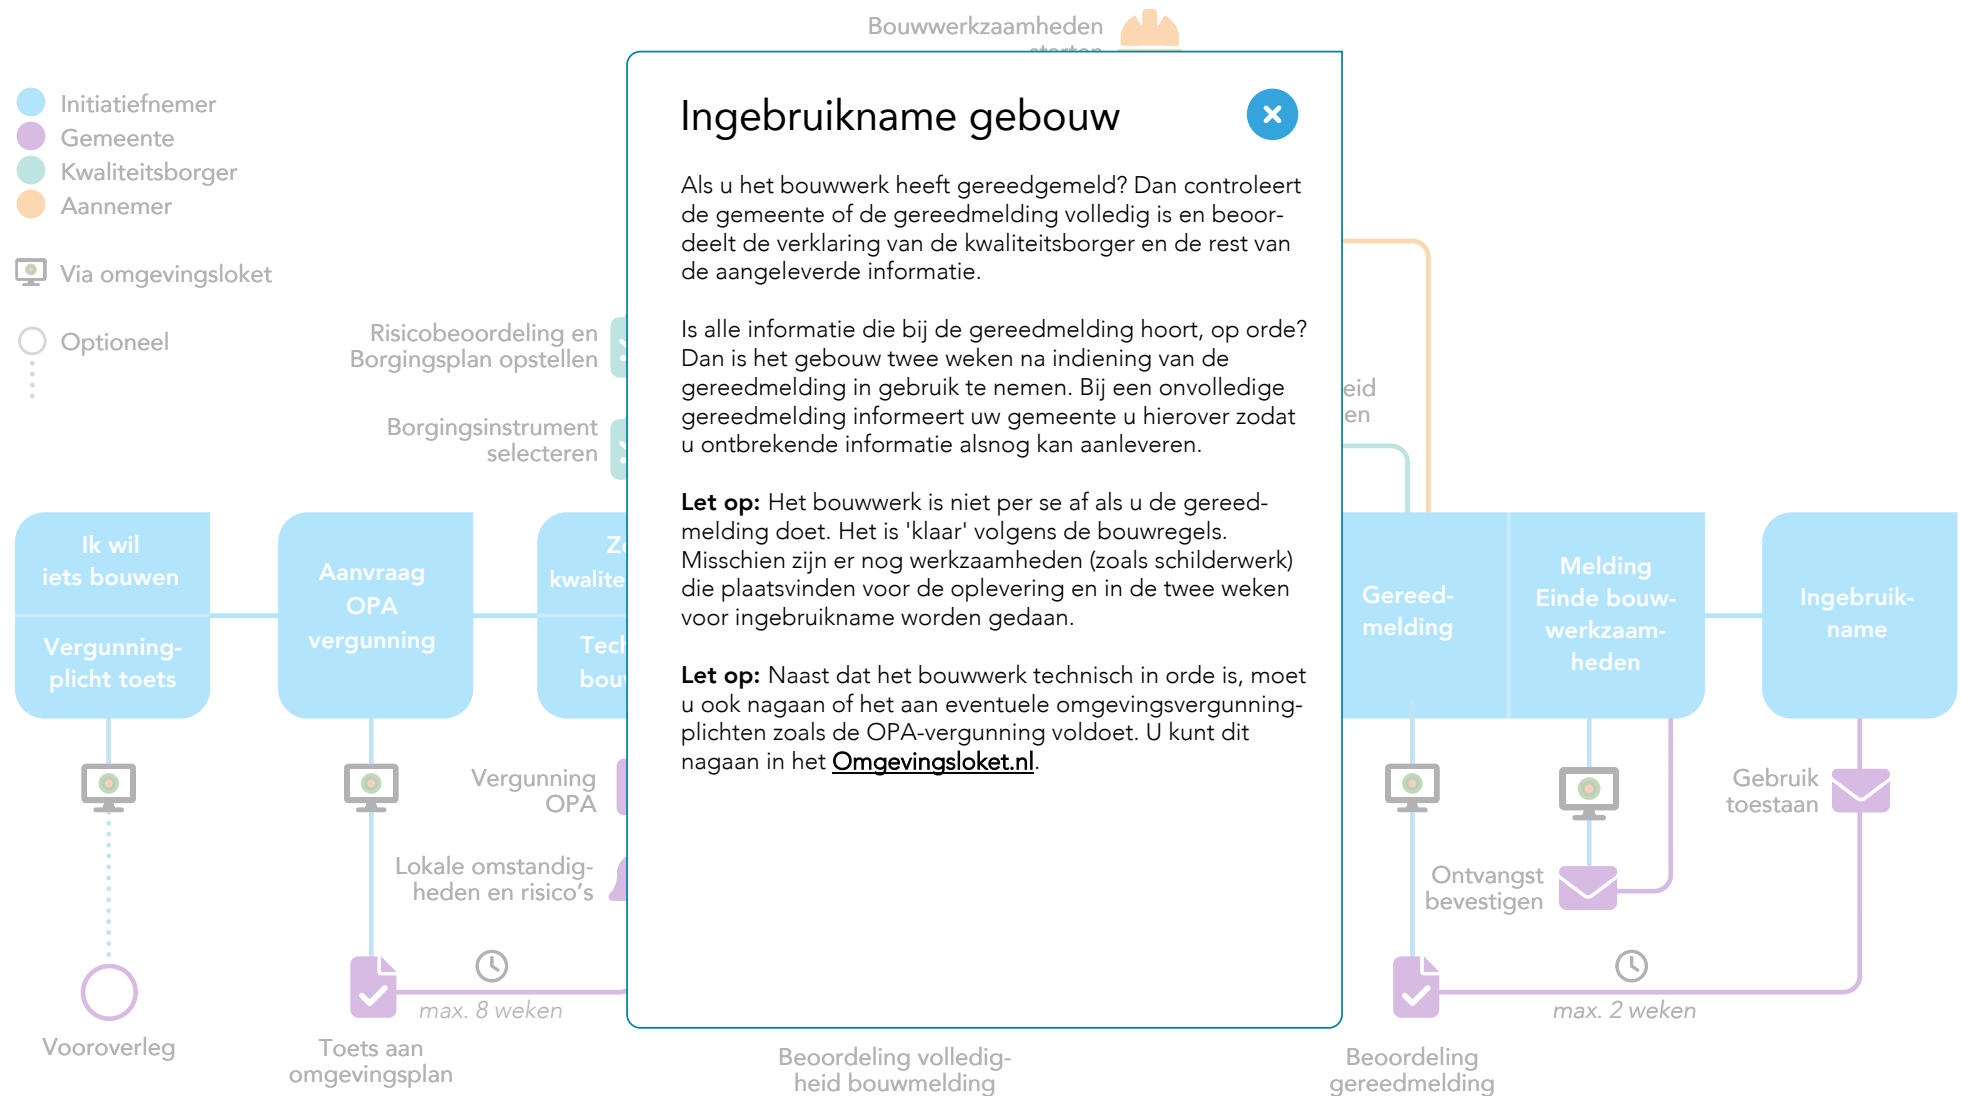 Bouwwerkzaamheden
starten
Initiatiefnemer
Gemeente
Kwaliteitsborger
Aannemer
Via omgevingsloket
Optioneel
Risicobeoordeling en
Borgingsplan opstellen
Borgingsinstrument
selecteren
Ingebruikname gebouw
Als u het bouwwerk heeft gereedgemeld? Dan controleert
de gemeente of de gereedmelding volledig is en beoor-
deelt de verklaring van de kwaliteitsborger en de rest van
de aangeleverde informatie.
Is alle informatie die bij de gereedmelding hoort, op orde?
Dan is het gebouw twee weken na indiening van de
gereedmelding in gebruik te nemen. Bij een onvolledige
gereedmelding informeert uw gemeente u hierover zodat
u ontbrekende informatie alsnog kan aanleveren.
Let op: Het bouwwerk is niet per se af als u de gereed-
melding doet. Het is 'klaar' volgens de bouwregels.
Misschien zijn er nog werkzaamheden (zoals schilderwerk)
die plaatsvinden voor de oplevering en in de twee weken
voor ingebruikname worden gedaan.
Let op: Naast dat het bouwwerk technisch in orde is, moet
u ook nagaan of het aan eventuele omgevingsvergunning-
plichten zoals de OPA-vergunning voldoet. U kunt dit
nagaan in het Omgevingsloket.nl.
eid
en
Ik wil
iets bouwen
Vergunning-
plicht toets
Aanvraag
OPA
vergunning
Zo
kwalite
Tech
bou
Gereed-
melding
Melding
Einde bouw-
werkzaam-
heden
Ingebruik-
name
Vergunning
OPA
Lokale omstandig-
heden en risico's
Gebruik
toestaan
Ontvangst
bevestigen
max. 8 weken
max. 2 weken
Vooroverleg
Toets aan
omgevingsplan
Beoordeling volledig-
heid bouwmelding
Beoordeling
gereedmelding